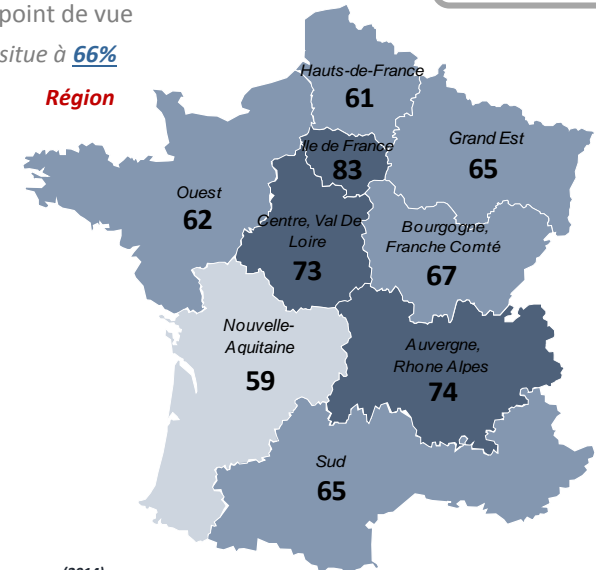 point de vue
situe à 66%
Région
Hauts-de-France
61
Ile de France
83
Grand Est
65
Ouest
62
Centre, Val De
Loire
73
Bourgogne,
Franche Comté
67
Nouvelle-
Aquitaine
59
Auvergne,
Rhone Alpes
74
Sud
65
(2014)